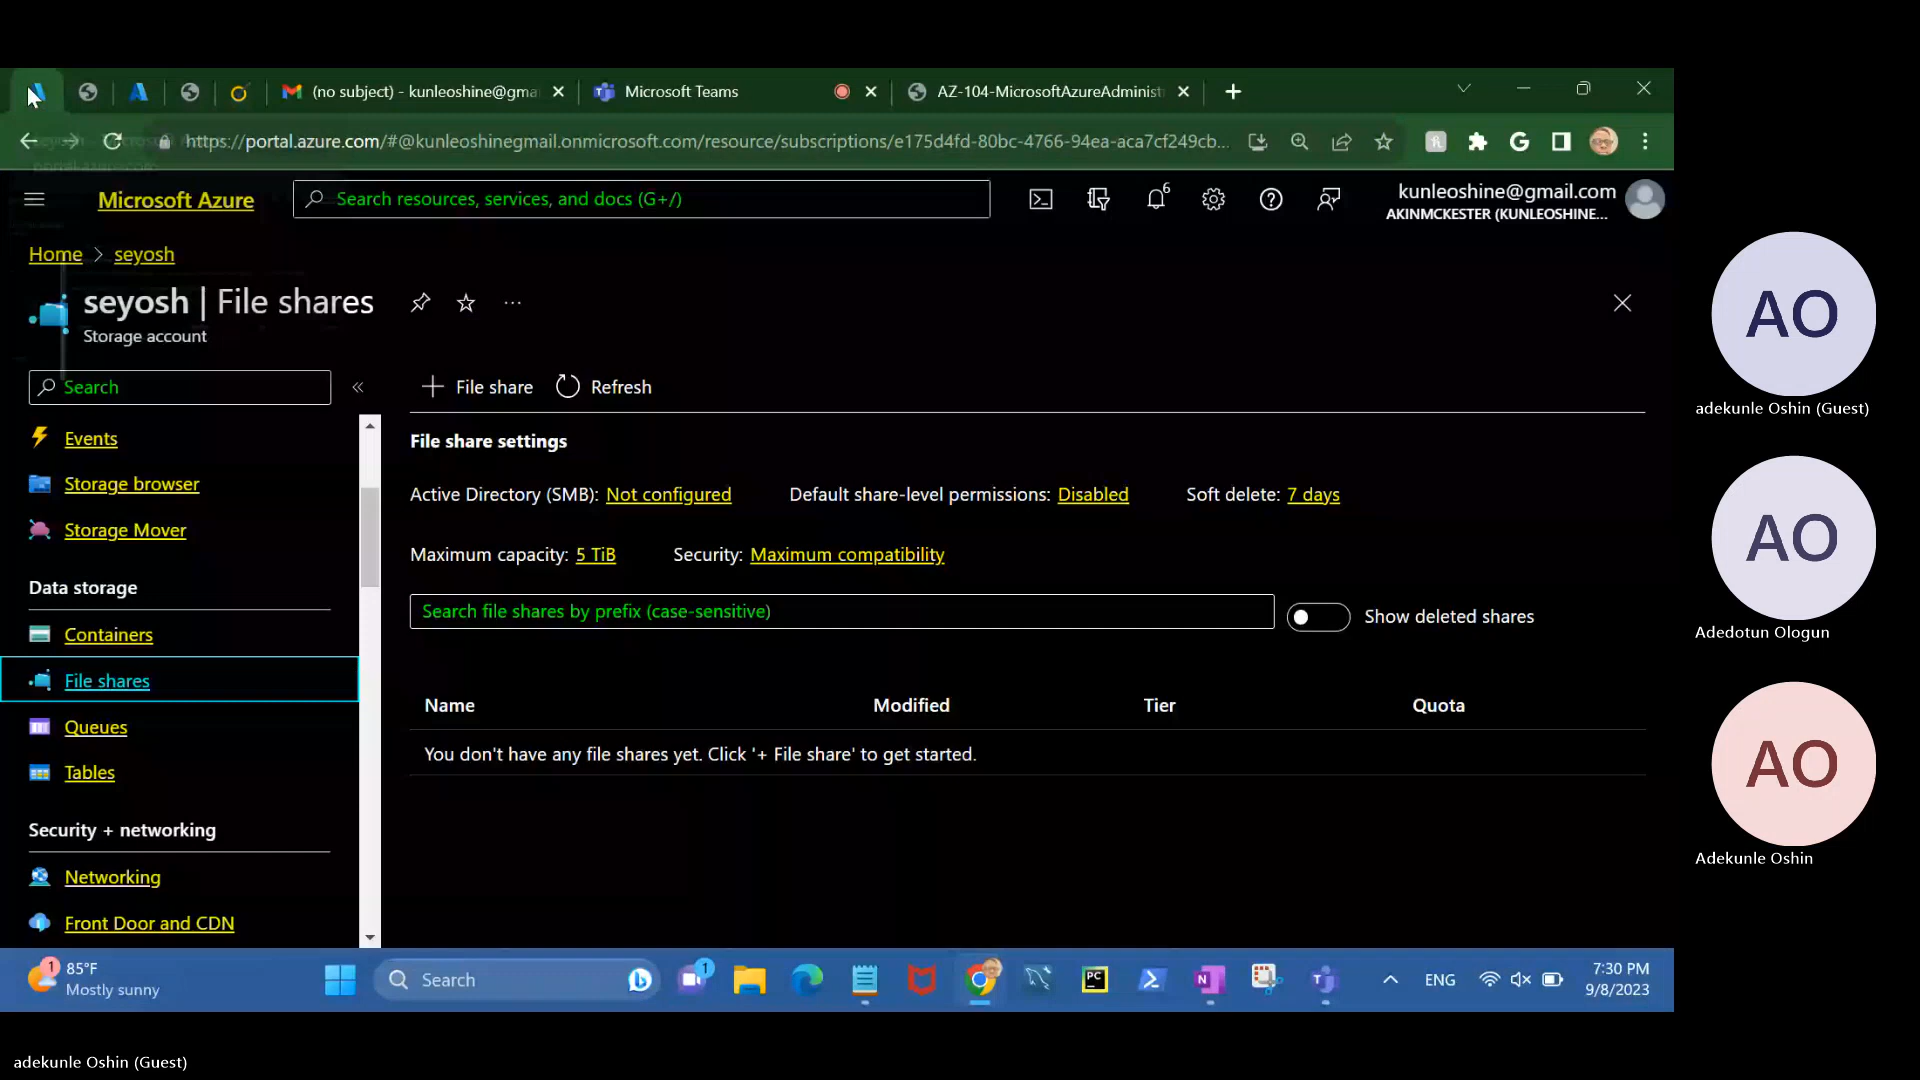 (no subject) - kunleoshine@gma
Microsoft Teams
AZ-104-MicrosoftAzureAdminist
https://portal.azure.com/#@kunleoshinegmail.onmicrosoft.com/resource/subscriptions/e175d4fd-80bc-4766-94ea-aca7cf249cb...
Microsoft Azure
Search resources, services, and docs (G+/)
6
kunleoshine@gmail.com
AKINMCKESTER (KUNLEOSHINE...
Home > seyosh
seyosh | File shares
Storage account
Search
«
+ File share
Refresh
Events
Storage browser
Storage Mover
Data storage
Containers
File shares
Queues
Tables
Security + networking
Networking
Front Door and CDN
File share settings
Active Directory (SMB): Not configured
Default share-level permissions: Disabled
Soft delete: 7 days
Maximum capacity: 5 TiB
Security: Maximum compatibility
Search file shares by prefix (case-sensitive)
Show deleted shares
Name Modified Tier Quota
You don't have any file shares yet. Click '+ File share' to get started.
AO
adekunle Oshin (Guest)
AO
Adedotun Ologun
AO
Adekunle Oshin
1
85°F
Mostly sunny
Search
1
PC
N
T
ENG
7:30 PM
9/8/2023
adekunle Oshin (Guest)